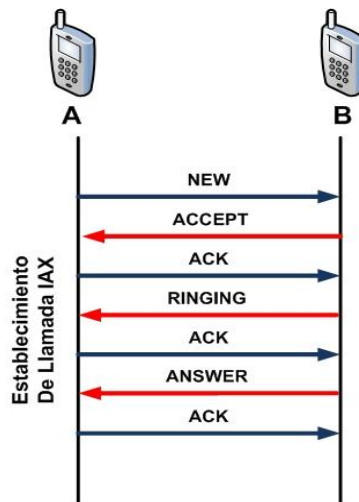 A
B
NEW
ACCEPT
ACK
RINGING
ACK
ANSWER
ACK
Establecimiento
De Llamada IAX